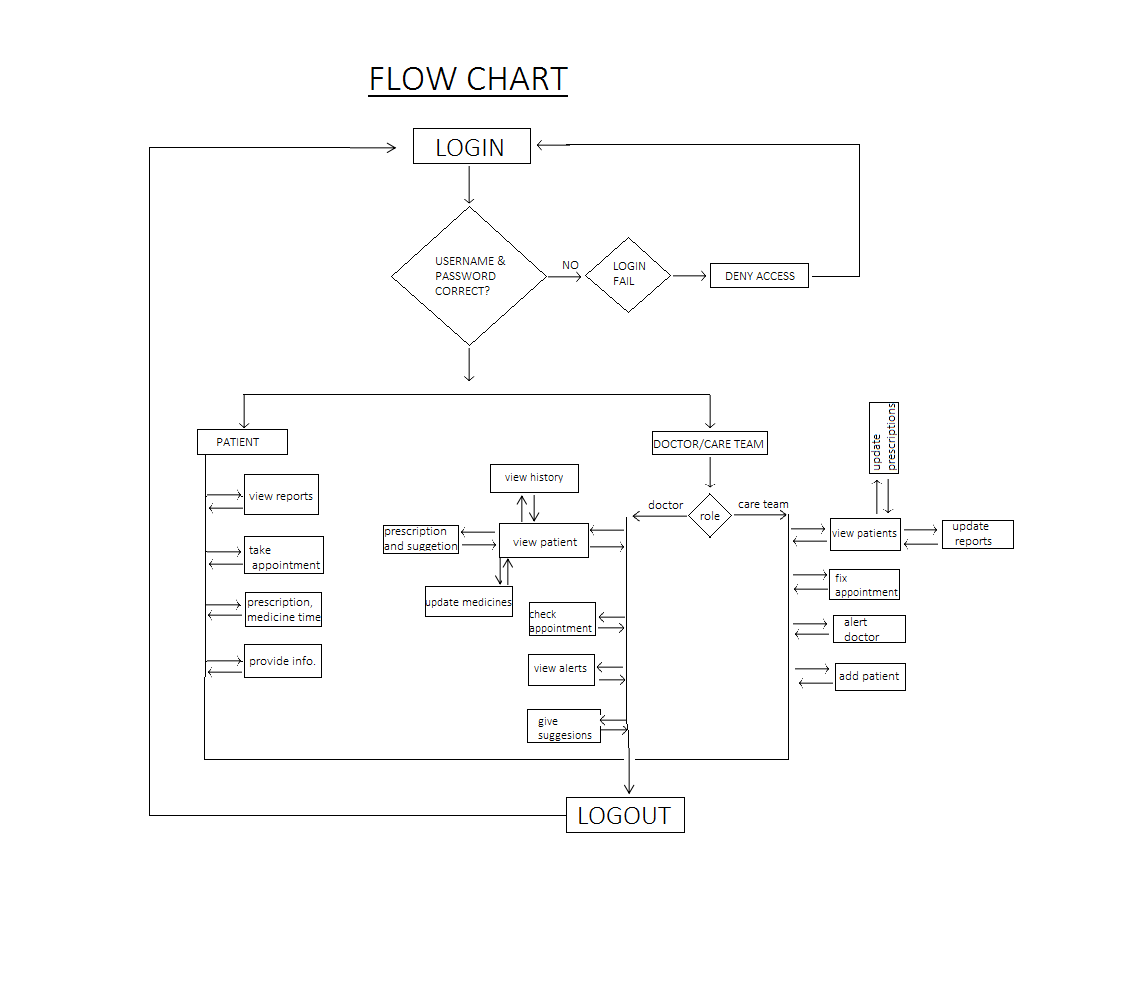 FLOW CHART
LOGIN
USERNAME &
PASSWORD
CORRECT?
NO
LOGIN
FAIL
DENY ACCESS
PATIENT
DOCTOR/CARE TEAM
update
prescriptions
view history
view reports
doctor
role
care team
prescription
and suggetion
view patient
view patients
update
reports
take
appointment
fix
appointment
update medicines
prescription,
medicine time
check
appointment
alert
doctor
provide info.
view alerts
add patient
give
suggesions
LOGOUT